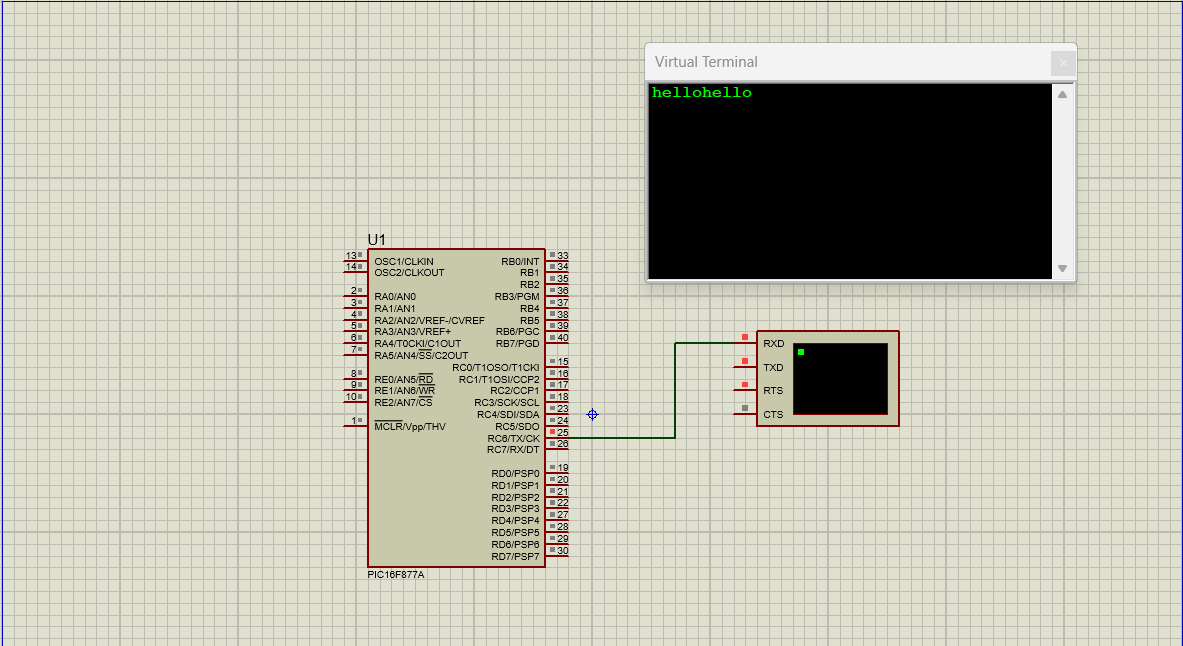 Virtual Terminal
hellohello
U1
13 OSC1/CLKIN RB0/INT 33
14 OSC2/CLKOUT RB1 34
RB2 35
2 RA0/AN0 RB3/PGM 36
3 RA1/AN1 RB4 37
4 RA2/AN2/VREF-/CVREF RB5 38
5 RA3/AN3/VREF+ RB6/PGC 39
6 RA4/T0CKI/C1OUT RB7/PGD 40
7 RA5/AN4/SS/C2OUT
RC0/T1OSO/T1CKI 15
8 RE0/AN5/RD RC1/T1OSI/CCP2 16
9 RE1/AN6/WR RC2/CCP1 17
10 RE2/AN7/CS RC3/SCK/SCL 18
RC4/SDI/SDA 23
1 MCLR/Vpp/THV RC5/SDO 24
RC6/TX/CK 25
RC7/RX/DT 26
RD0/PSP0 19
RD1/PSP1 20
RD2/PSP2 21
RD3/PSP3 22
RD4/PSP4 27
RD5/PSP5 28
RD6/PSP6 29
RD7/PSP7 30
PIC16F877A
RXD
TXD
RTS
CTS